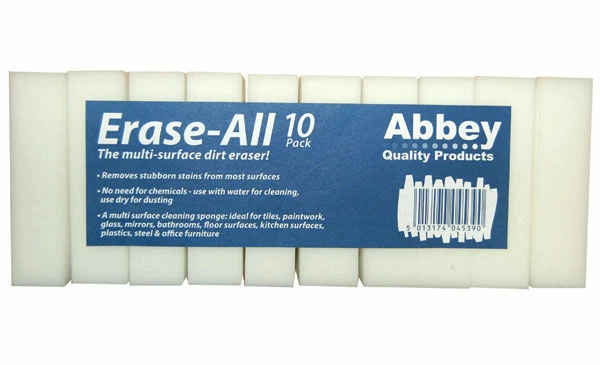 Erase-All 10
Pack
The multi-surface dirt eraser!
• Removes stubborn stains from most surfaces
• No need for chemicals - use with water for cleaning,
use dry for dusting
• A multi surface cleaning sponge: ideal for tiles, paintwork,
glass, mirrors, bathrooms, floor surfaces, kitchen surfaces,
plastics, steel & office furniture
Abbey
Quality Products
5 013174 045390